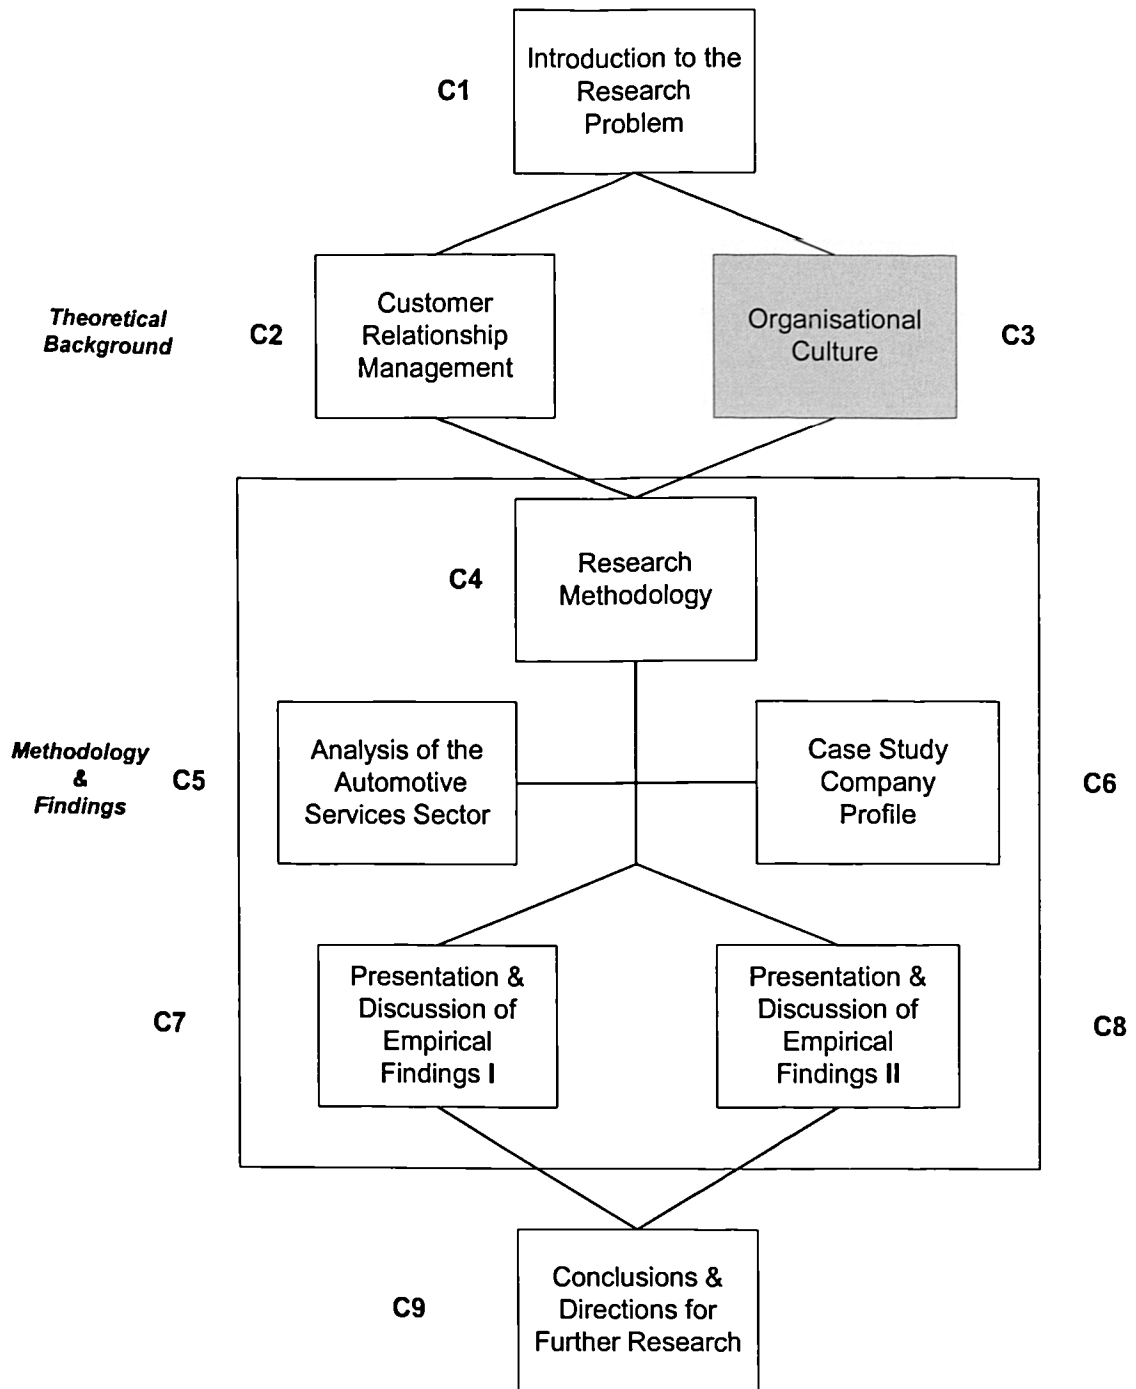 Introduction to the
Research
Problem
C1
Theoretical
Background
C2
Customer
Relationship
Management
Organisational
Culture
C3
C4
Research
Methodology
Methodology
&
Findings
C5
Analysis of the
Automotive
Services Sector
Case Study
Company
Profile
C6
C7
Presentation &
Discussion of
Empirical
Findings I
Presentation &
Discussion of
Empirical
Findings II
C8
C9
Conclusions &
Directions for
Further Research